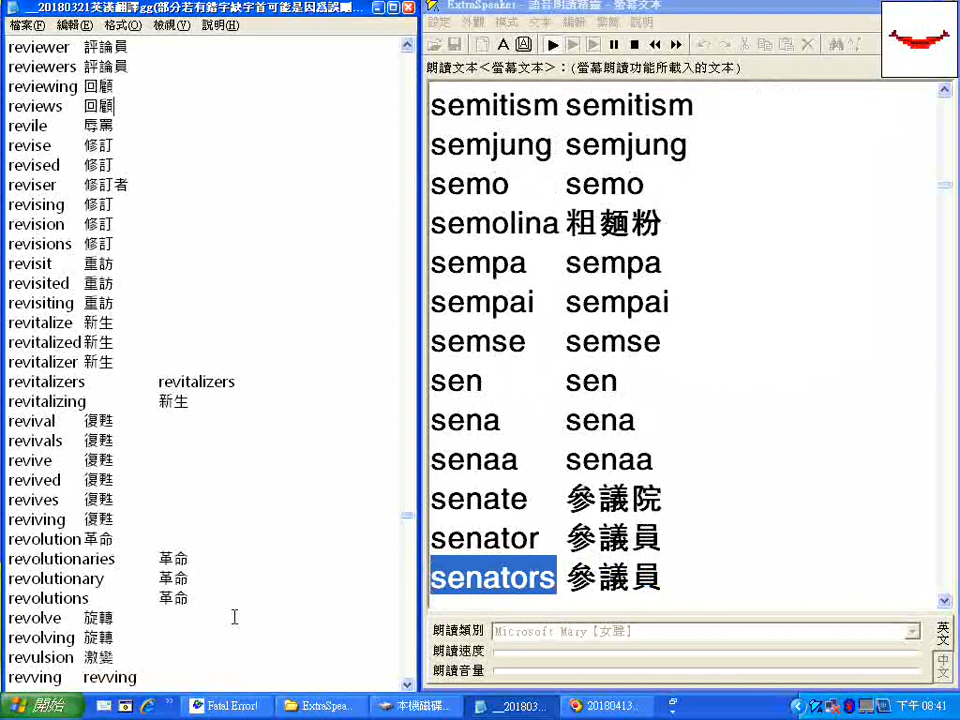 __20180321英漢翻譯gg(部分若有錯字缺字首可能是因為誤刪...
檔案(F) 編輯(E) 格式(O) 檢視(V) 說明(H)
reviewer 評論員
reviewers 評論員
reviewing 回顧
reviews 回顧
revile 辱罵
revise 修訂
revised 修訂
reviser 修訂者
revising 修訂
revision 修訂
revisions 修訂
revisit 重訪
revisited 重訪
revisiting 重訪
revitalize 新生
revitalized 新生
revitalizer 新生
revitalizers revitalizers
revitalizing 新生
revival 復甦
revivals 復甦
revive 復甦
revived 復甦
revives 復甦
reviving 復甦
revolution 革命
revolutionaries 革命
revolutionary 革命
revolutions 革命
revolve 旋轉
revolving 旋轉
revulsion 激變
revving revving
ExtraSpeaker - 語音朗讀精靈 - 螢幕文本
設定 外觀 模式 文本 編輯 繁簡 說明
朗讀文本<螢幕文本>：(螢幕朗讀功能所載入的文本)
semitism semitism
semjung semjung
semo semo
semolina 粗麵粉
sempa sempa
sempai sempai
semse semse
sen sen
sena sena
senaa senaa
senate 參議院
senator 參議員
senators 參議員
朗讀類別 Microsoft Mary【女聲】
朗讀速度
朗讀音量
英文
中文
開始 Fatal Error! ExtraSpea... 本機磁碟... __201803... 20180413... 下午 08:41